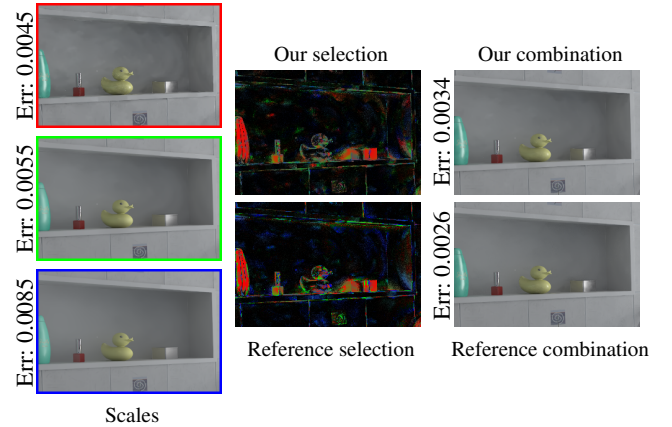 Err: 0.0045
Err: 0.0055
Err: 0.0085
Scales
Our selection
Reference selection
Our combination
Err: 0.0034
Err: 0.0026
Reference combination